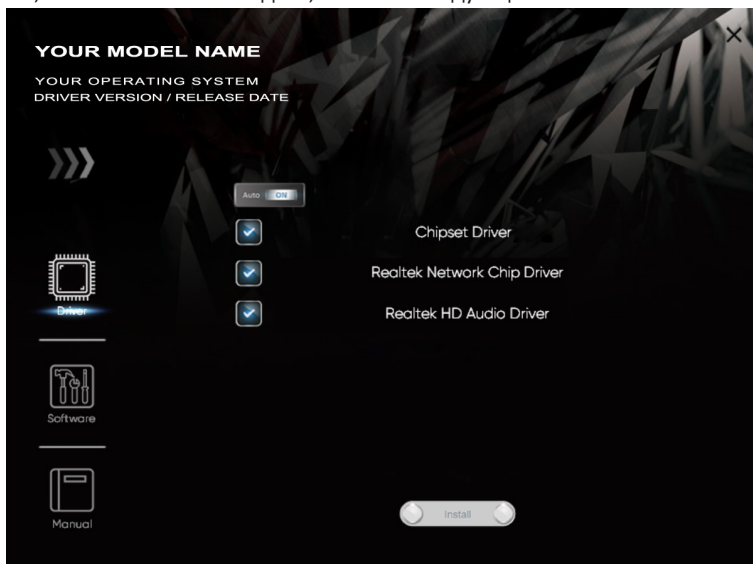 YOUR MODEL NAME
YOUR OPERATING SYSTEM
DRIVER VERSION / RELEASE DATE
Auto ON
Chipset Driver
Realtek Network Chip Driver
Realtek HD Audio Driver
Driver
Software
Manual
Install